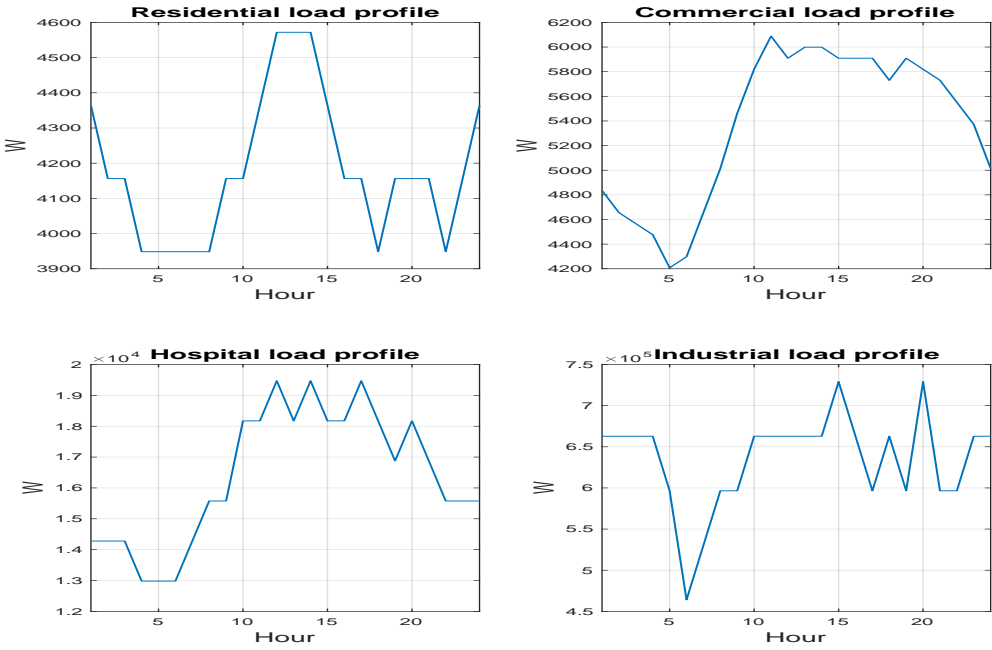 Residential load profile
4600
4500
4400
4300
4200
4100
4000
3900
W
5 10 15 20
Hour
Commercial load profile
6200
6000
5800
5600
5400
5200
5000
4800
4600
4400
4200
W
5 10 15 20
Hour
×10⁴ Hospital load profile
2
1.9
1.8
1.7
1.6
1.5
1.4
1.3
1.2
W
5 10 15 20
Hour
×10⁵ Industrial load profile
7.5
7
6.5
6
5.5
5
4.5
W
5 10 15 20
Hour